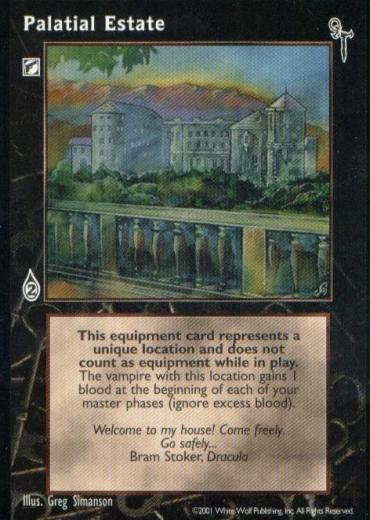 Palatial Estate
2
This equipment card represents a
unique location and does not
count as equipment while in play.
The vampire with this location gains 1
blood at the beginning of each of your
master phases (ignore excess blood).
Welcome to my house! Come freely.
Go safely...
Bram Stoker, Dracula
Illus. Greg Simanson
©2001 White Wolf Publishing, Inc. All Rights Reserved.